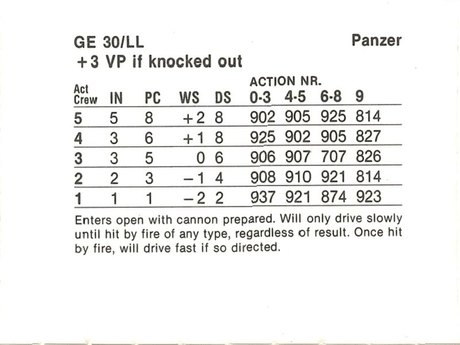 GE 30/LL Panzer
+3 VP if knocked out
ACTION NR.
Act
Crew IN PC WS DS 0-3 4-5 6-8 9
5 5 8 +2 8 902 905 925 814
4 3 6 +1 8 925 902 905 827
3 3 5 0 6 906 907 707 826
2 2 3 -1 4 908 910 921 814
1 1 1 -2 2 937 921 874 923
Enters open with cannon prepared. Will only drive slowly
until hit by fire of any type, regardless of result. Once hit
by fire, will drive fast if so directed.